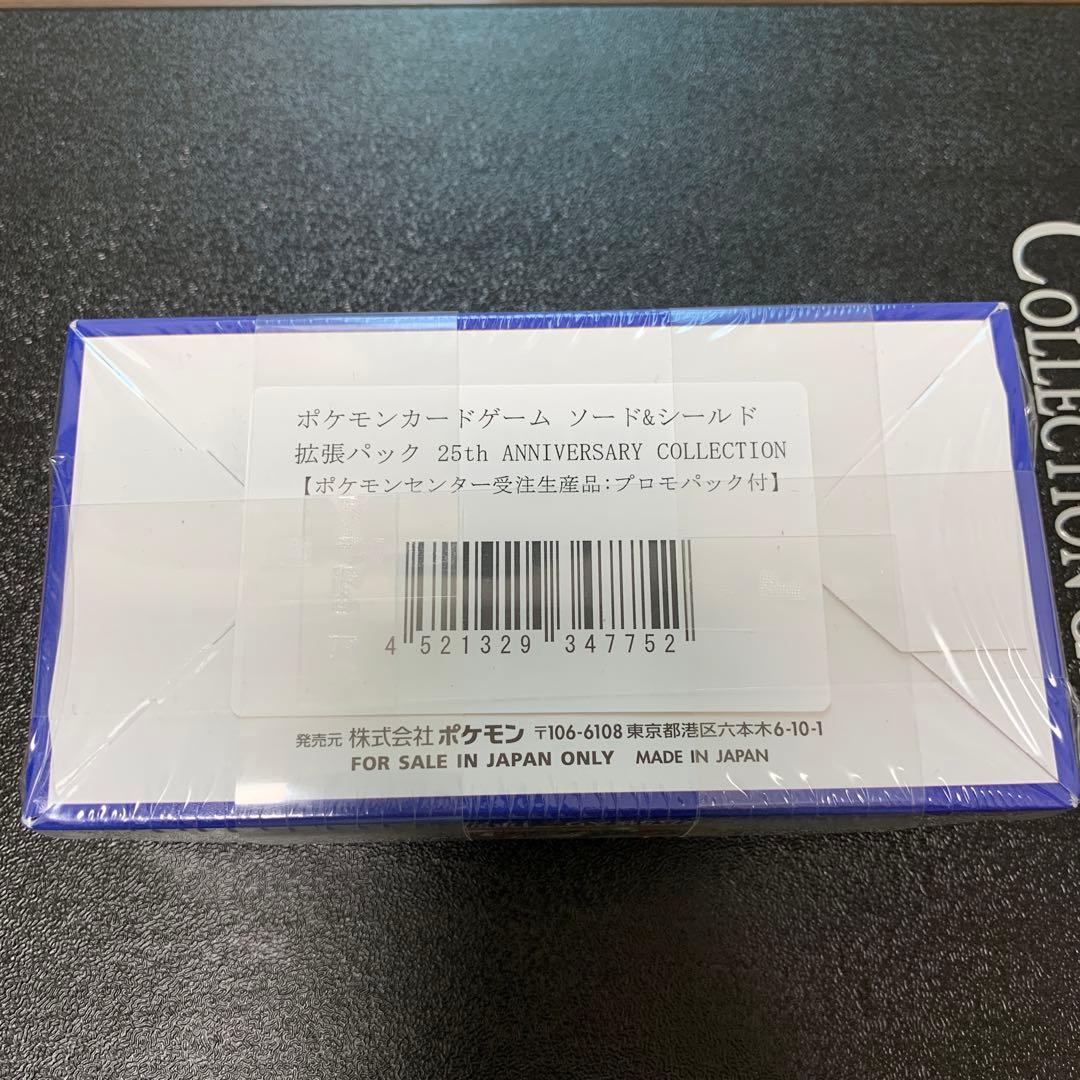 ポケモンカードゲーム ソード&シールド
拡張パック 25th ANNIVERSARY COLLECTION
【ポケモンセンター受注生産品:プロモパック付】
4 521329 347752
発売元 株式会社 ポケモン 〒106-6108 東京都港区六本木6-10-1
FOR SALE IN JAPAN ONLY MADE IN JAPAN
COLLECTION